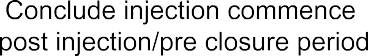 Conclude injection commence
post injection/pre closure period